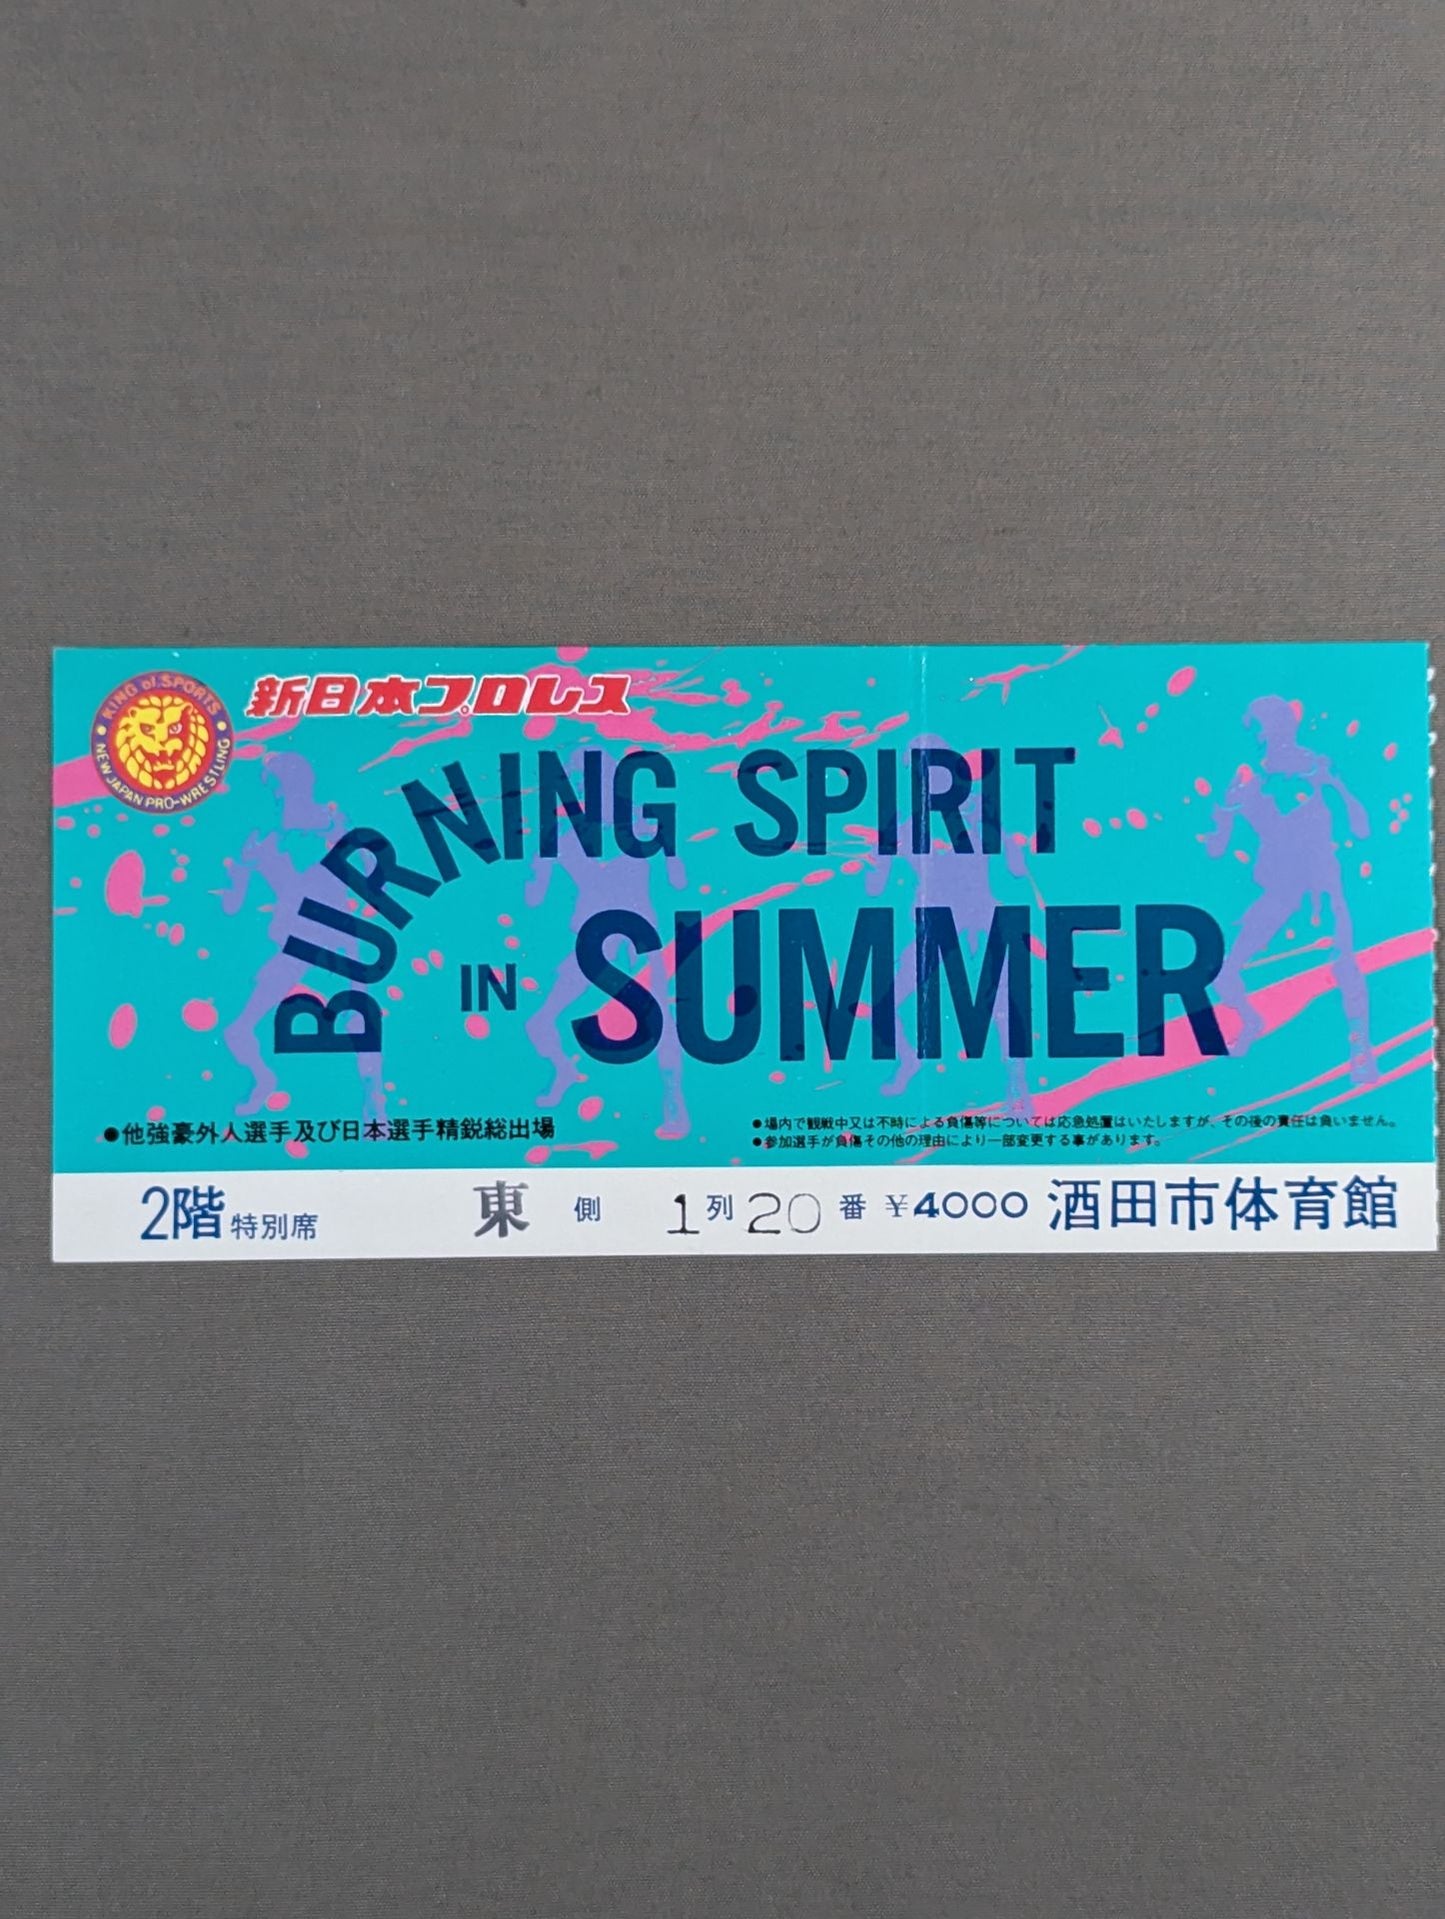 KING of SPORTS
NEW JAPAN PRO-WRESTLING
新日本プロレス
BURNING SPIRIT
IN SUMMER
●他強豪外人選手及び日本選手精鋭総出場
●場内で観戦中又は不時による負傷等については応急処置はいたしますが、その後の責任は負いません。
●参加選手が負傷その他の理由により一部変更する事があります。
2階特別席 東側 1列20番 ¥4000 酒田市体育館